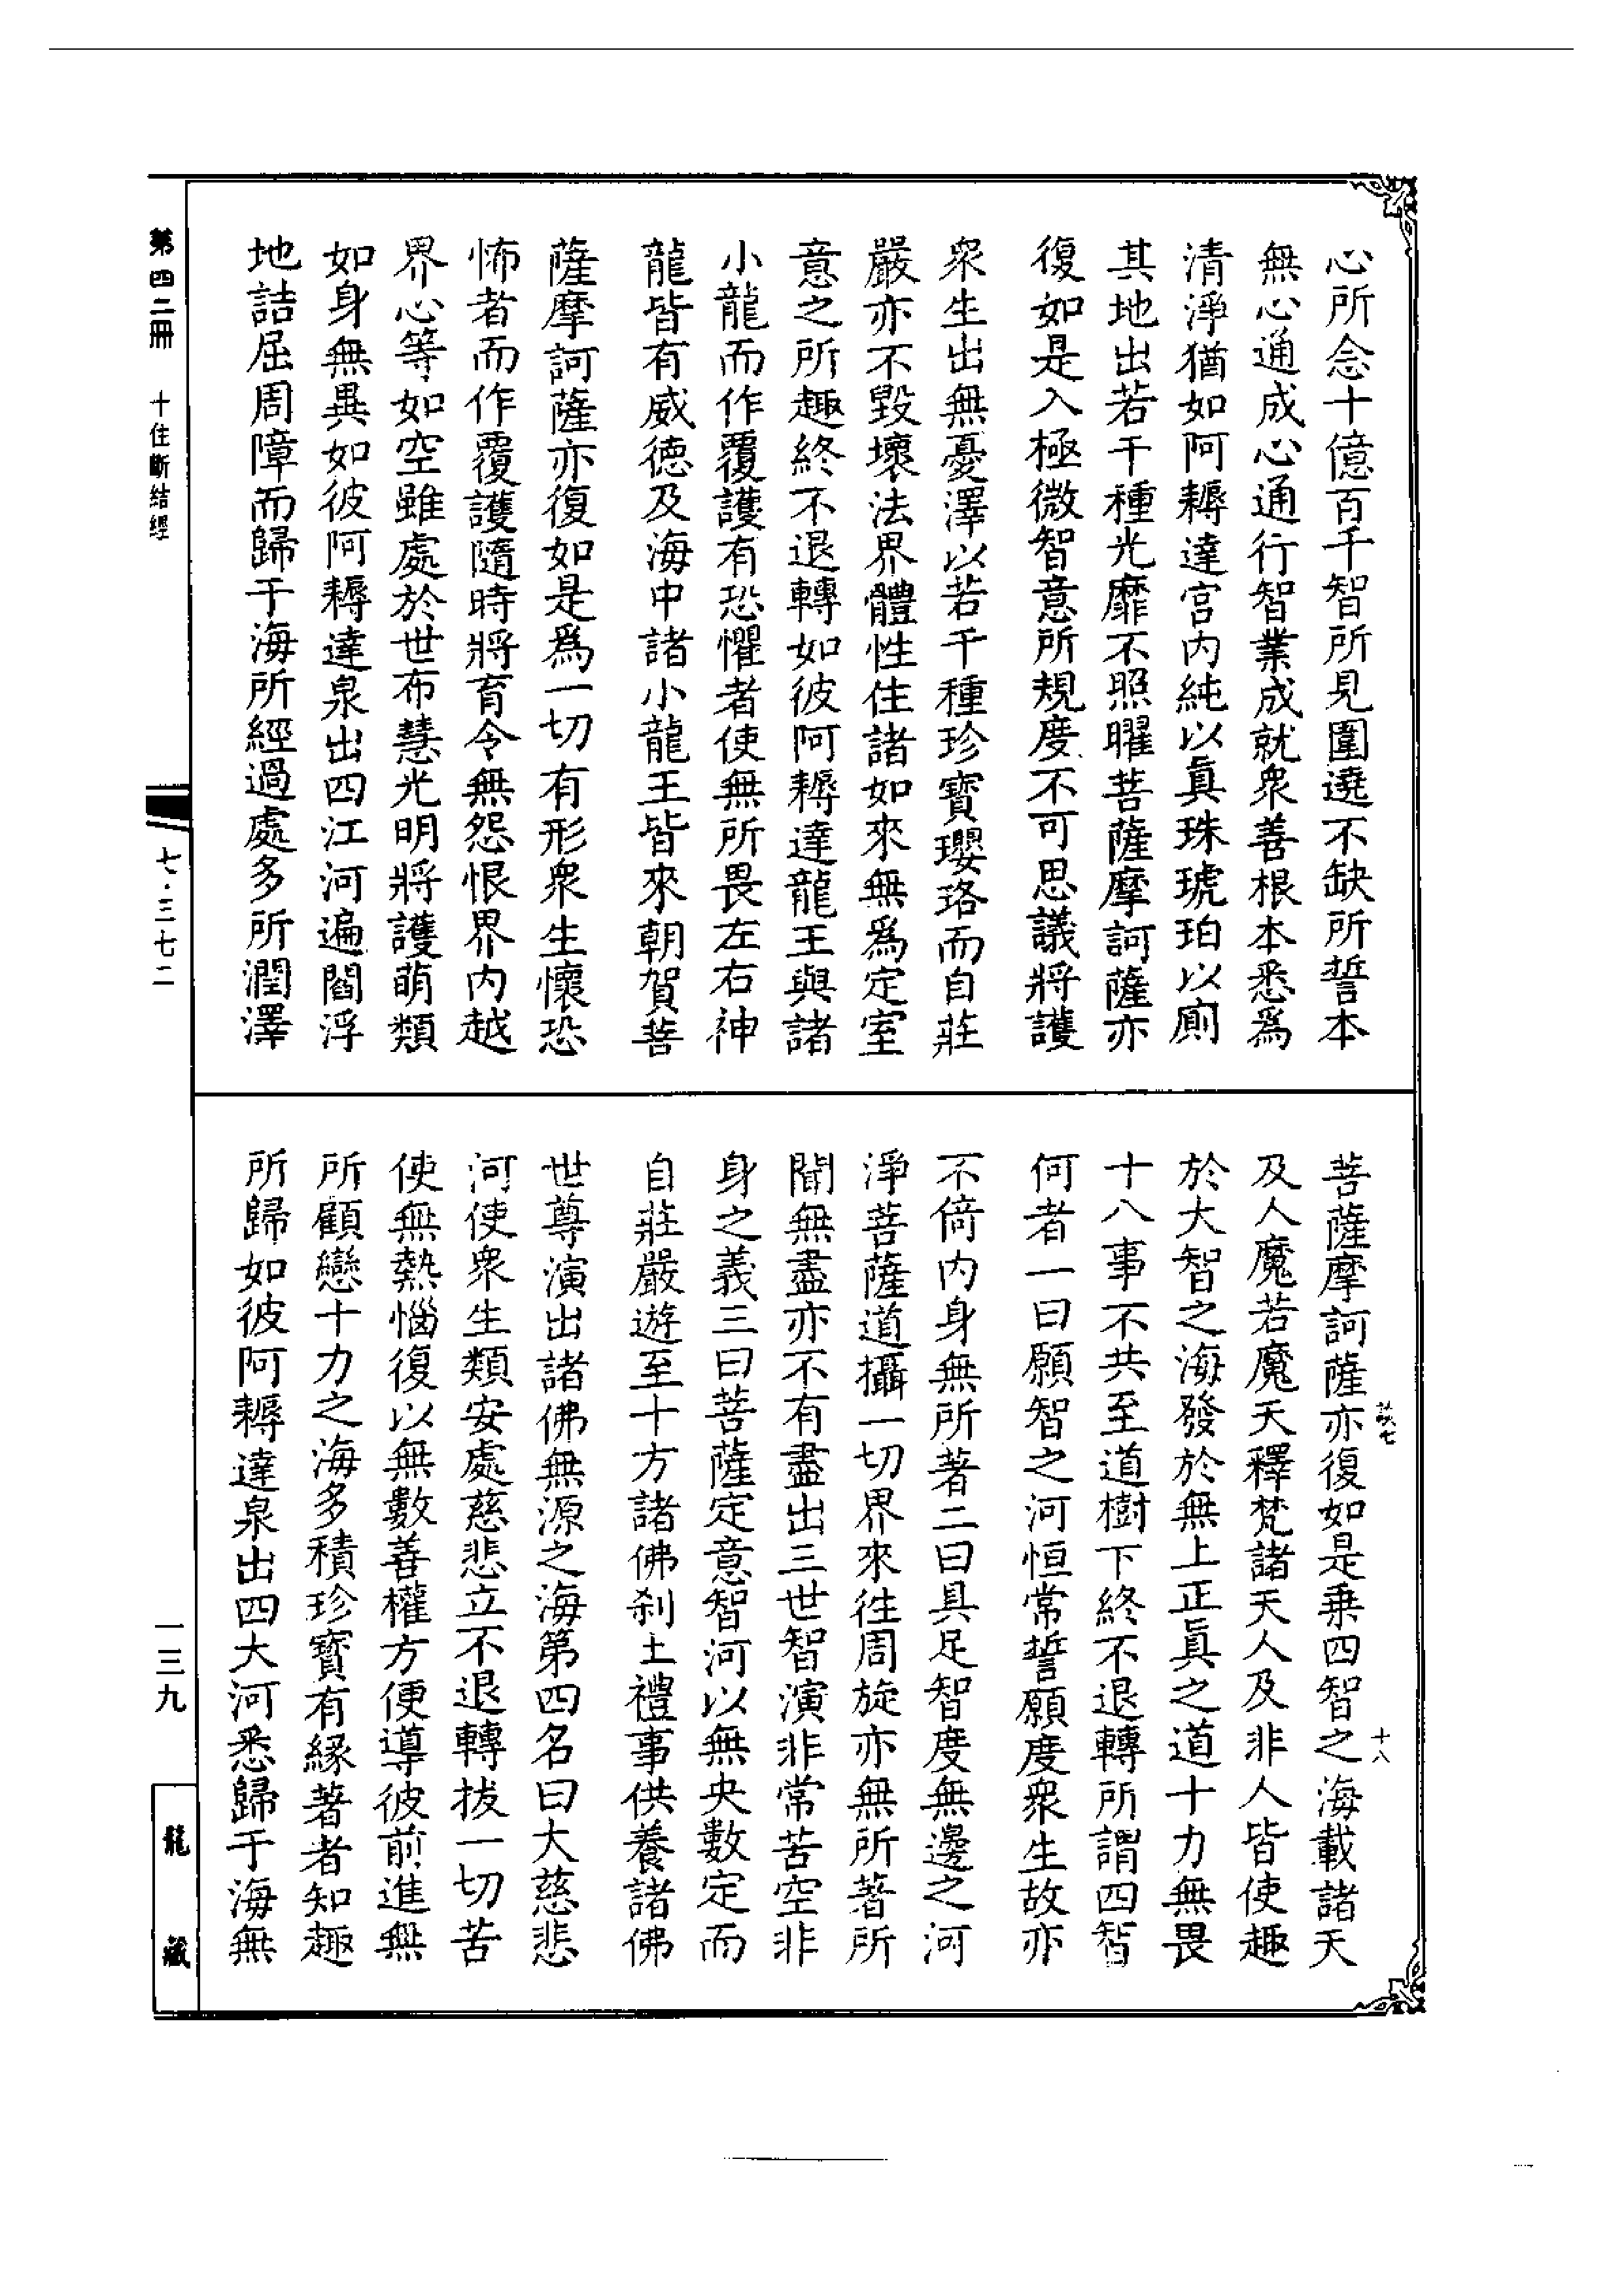 心所念十億百千智所見圍遶不缺所誓本
無心通成心通行智業成就衆善根本悉爲
清淨猶如阿耨達宮内純以眞珠琥珀以廁
其地出若干種光靡不照曜菩薩摩訶薩亦
復如是入極微智意所規度不可思議將護
衆生出無憂澤以若干種珍寶瓔珞而自莊
嚴亦不毀壞法界體性住諸如來無爲定室
意之所趣終不退轉如彼阿耨達龍王與諸
小龍而作覆護有恐懼者使無所畏左右神
龍皆有威德及海中諸小龍王皆來朝賀菩
薩摩訶薩亦復如是爲一切有形衆生懷恐
怖者而作覆護隨時將育令無怨恨界内越
界心等如空雖處於世布慧光明將護萌類
如身無異如彼阿耨達泉出四江河遍閻浮
地詰屈周障而歸于海所經過處多所潤澤
菩薩摩訶薩亦復如是乗四智之海載諸天
及人魔若魔天釋梵諸天人及非人皆使趣
於大智之海發於無上正眞之道十力無畏
十八事不共至道樹下終不退轉所謂四智
何者一曰願智之河恒常誓願度衆生故亦
不倚内身無所著二曰具足智度無邊之河
淨菩薩道攝一切界來往周旋亦無所著所
聞無盡亦不有盡出三世智演非常苦空非
身之義三曰菩薩定意智河以無央數定而
自莊嚴遊至十方諸佛刹土禮事供養諸佛
世尊演出諸佛無源之海第四名曰大慈悲
河使衆生類安處慈悲立不退轉拔一切苦
使無熱惱復以無數善權方便導彼前進無
所顧戀十力之海多積珍寶有緣著者知趣
所歸如彼阿耨達泉出四大河悉歸于海無
十八
第四二冊　十住斷结經
七·三七二
一三九
龍藏